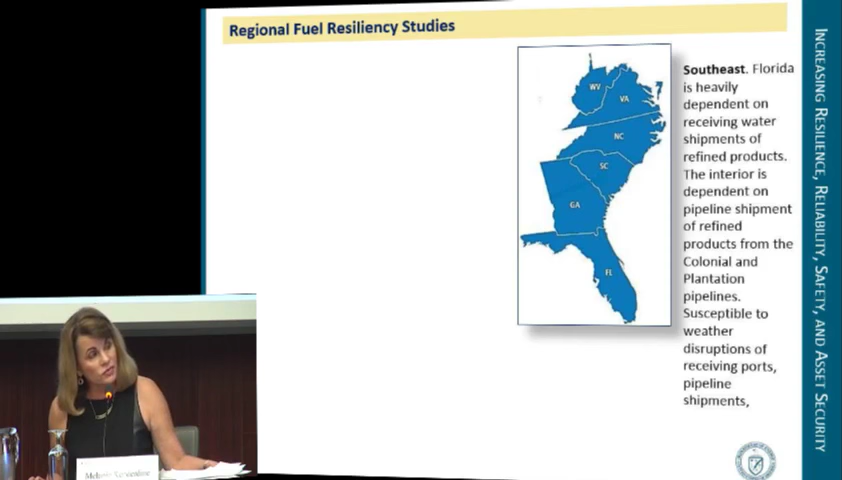 Regional Fuel Resiliency Studies
WV
VA
NC
SC
GA
FL
Southeast. Florida
is heavily
dependent on
receiving water
shipments of
refined products.
The interior is
dependent on
pipeline shipment
of refined
products from the
Colonial and
Plantation
pipelines.
Susceptible to
weather
disruptions of
receiving ports,
pipeline
shipments,
INCREASING RESILIENCE, RELIABILITY, SAFETY, AND ASSET SECURITY